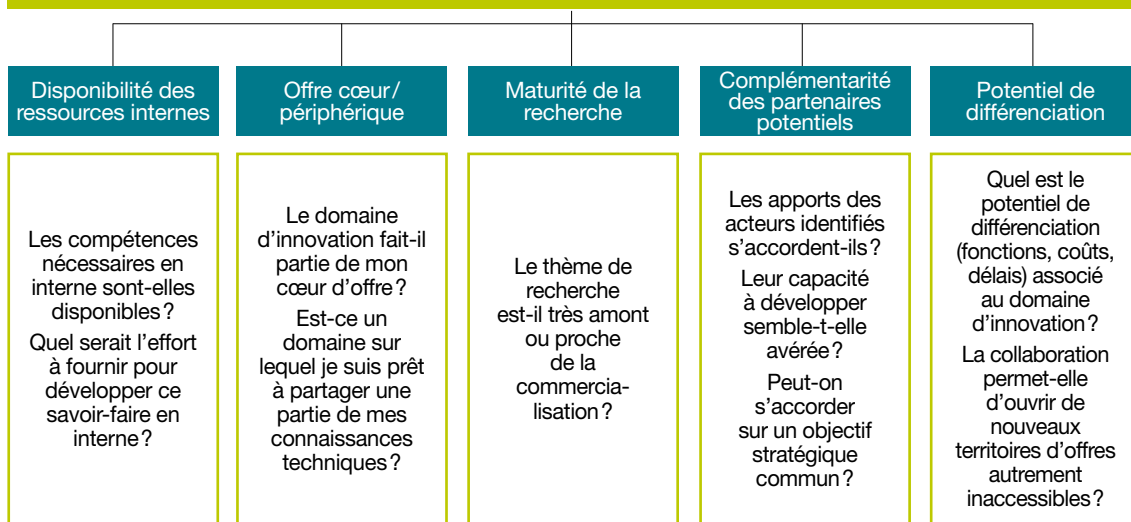 Disponibilité des
ressources internes
Offre cœur/
périphérique
Maturité de la
recherche
Complémentarité
des partenaires
potentiels
Potentiel de
différenciation
Les compétences
nécessaires en
interne sont-elles
disponibles ?
Quel serait l’effort
à fournir pour
développer ce
savoir-faire en
interne ?
Le domaine
d’innovation fait-il
partie de mon
cœur d’offre ?
Est-ce un
domaine sur
lequel je suis prêt
à partager une
partie de mes
connaissances
techniques ?
Le thème de
recherche
est-il très amont
ou proche
de la
commercia-
lisation ?
Les apports des
acteurs identifiés
s’accordent-ils ?
Leur capacité
à développer
semble-t-elle
avérée ?
Peut-on
s’accorder
sur un objectif
stratégique
commun ?
Quel est le
potentiel de
différenciation
(fonctions, coûts,
délais) associé
au domaine
d’innovation ?
La collaboration
permet-elle
d’ouvrir de
nouveaux
territoires d’offres
autrement
inaccessibles ?